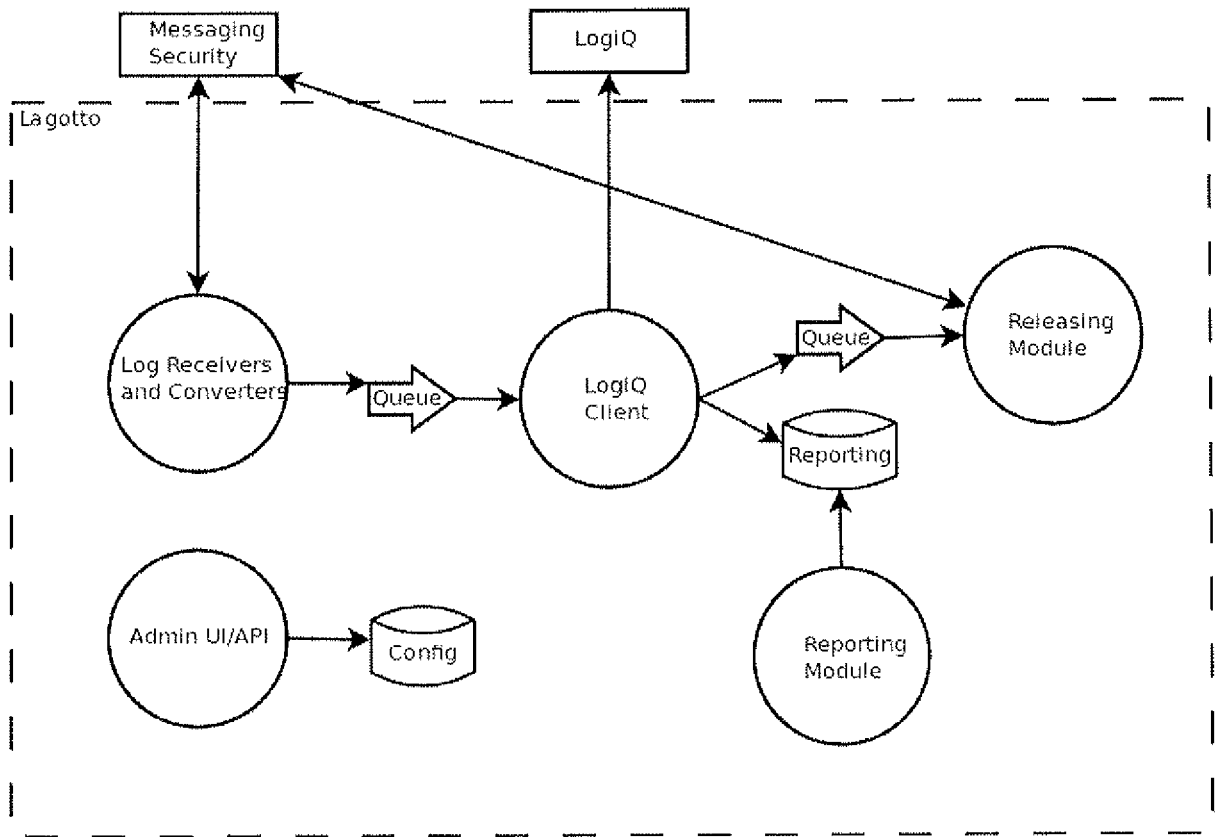 Messaging
Security
LogiQ
Lagotto
Releasing
Module
Queue
Log Receivers
and Converters
Queue
LogiQ
Client
Reporting
Admin UI/API
Config
Reporting
Module